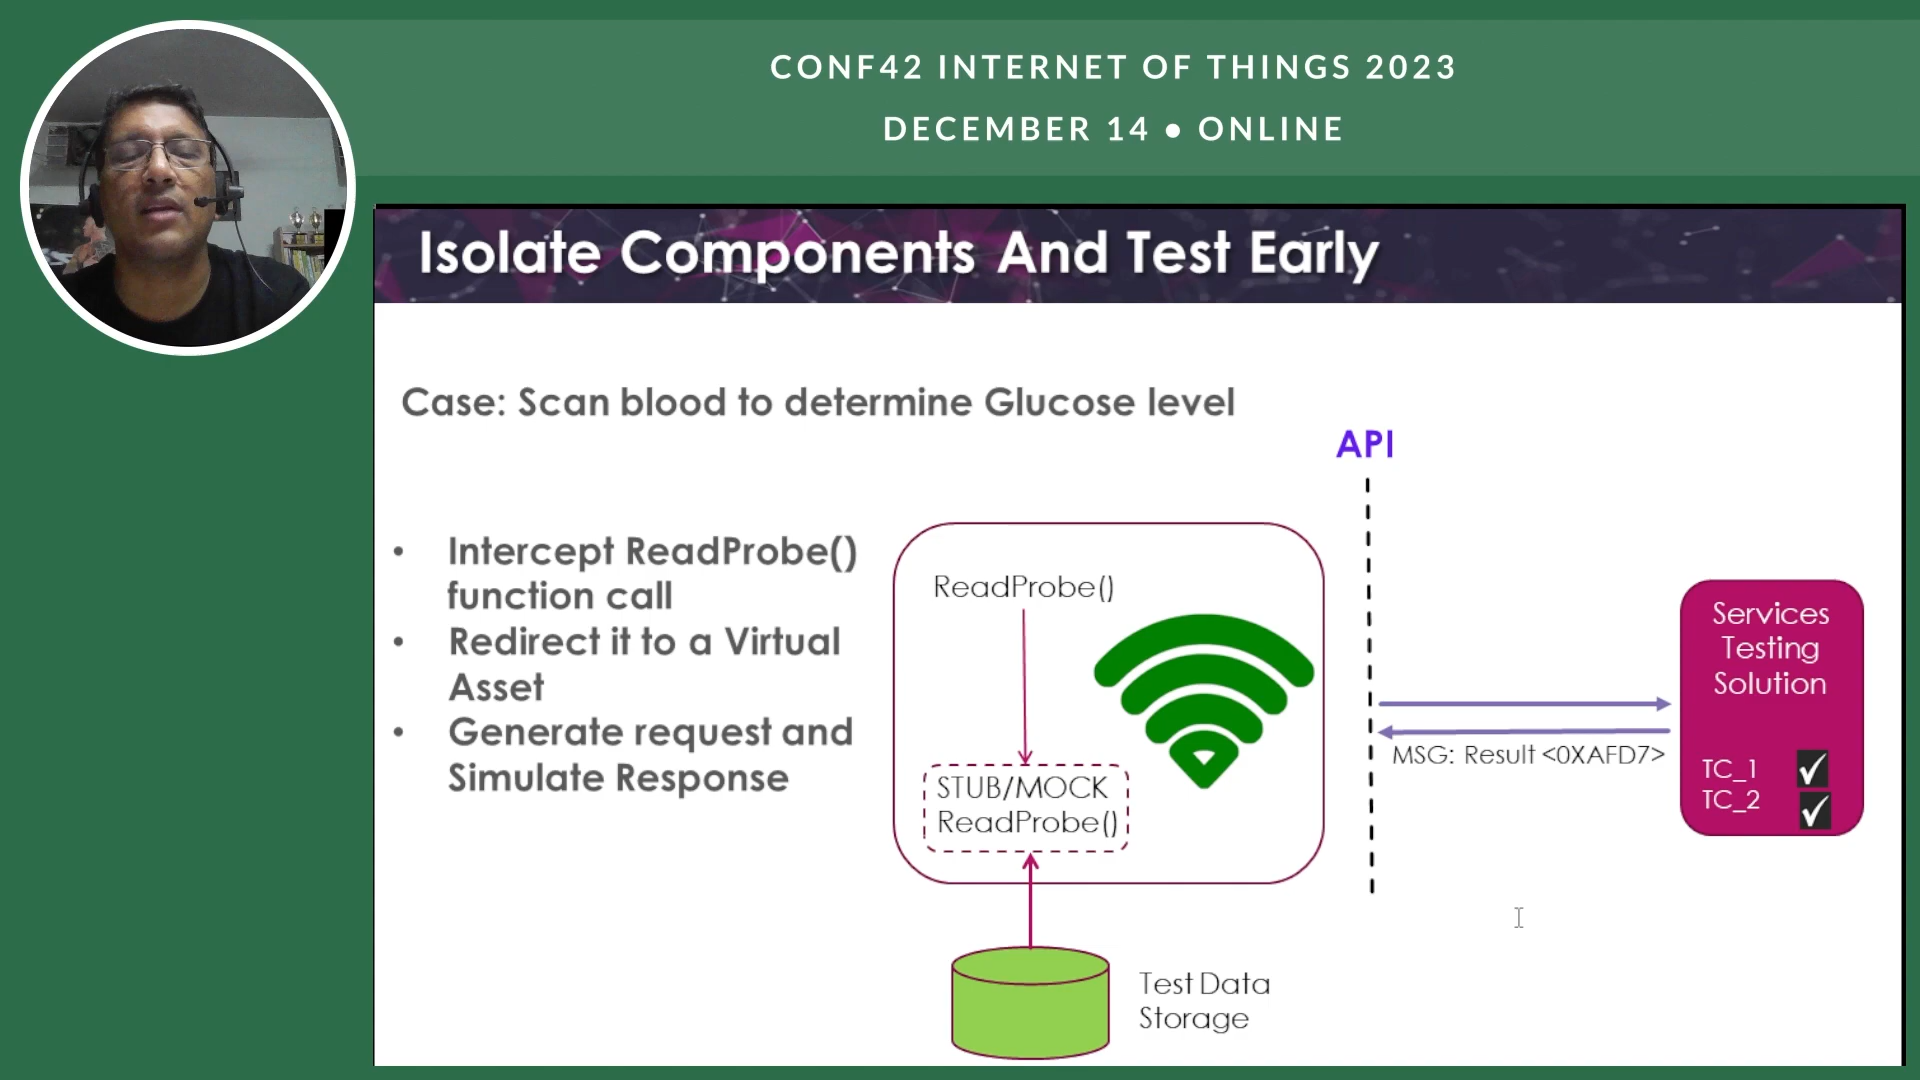 CONF42 INTERNET OF THINGS 2023
DECEMBER 14 • ONLINE
Isolate Components And Test Early
Case: Scan blood to determine Glucose level
API
• Intercept ReadProbe()
function call
• Redirect it to a Virtual
Asset
• Generate request and
Simulate Response
ReadProbe()
STUB/MOCK
ReadProbe()
Test Data
Storage
MSG: Result <0XAFD7>
Services
Testing
Solution
TC_1
TC_2